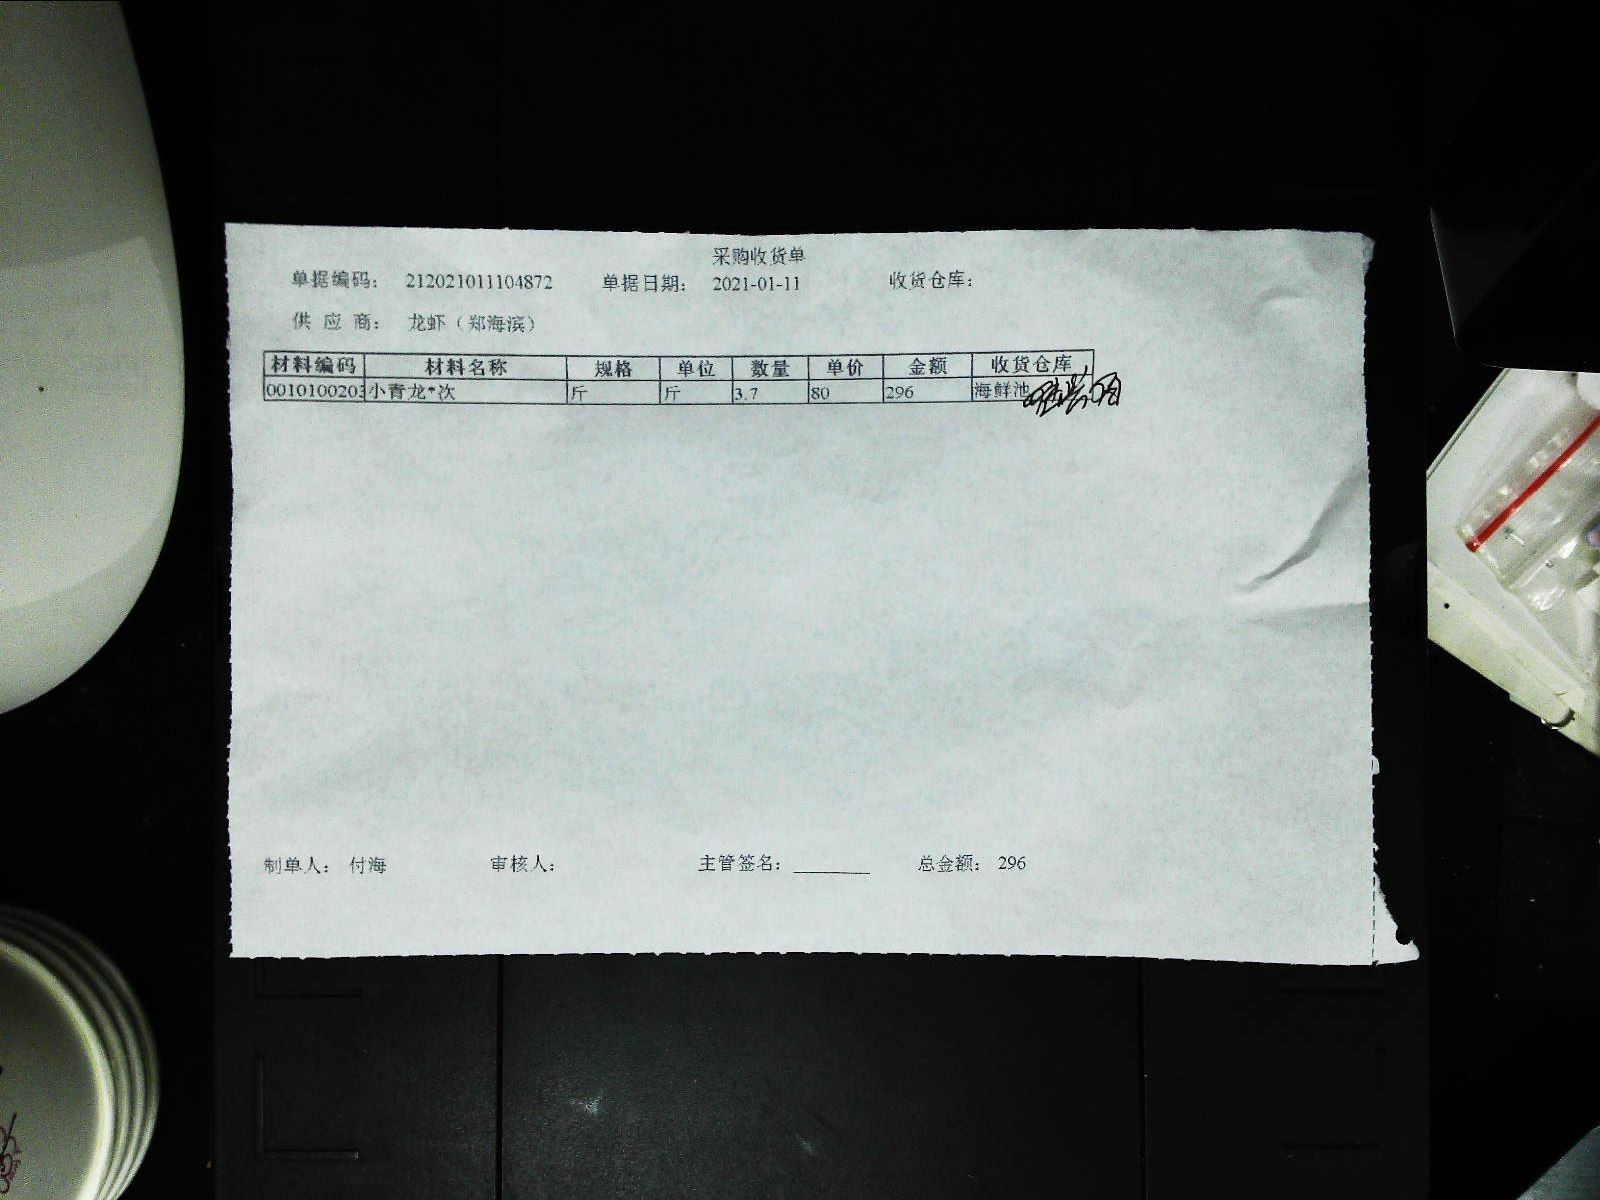 采购收货单
单据编码: 212021011104872 单据日期: 2021-01-11 收货仓库:
供 应 商: 龙虾（郑海滨）
材料编码 材料名称 规格 单位 数量 单价 金额 收货仓库
0010100203 小青龙*次 斤 斤 3.7 80 296 海鲜池
制单人: 付海 审核人: 主管签名: ________ 总金额: 296